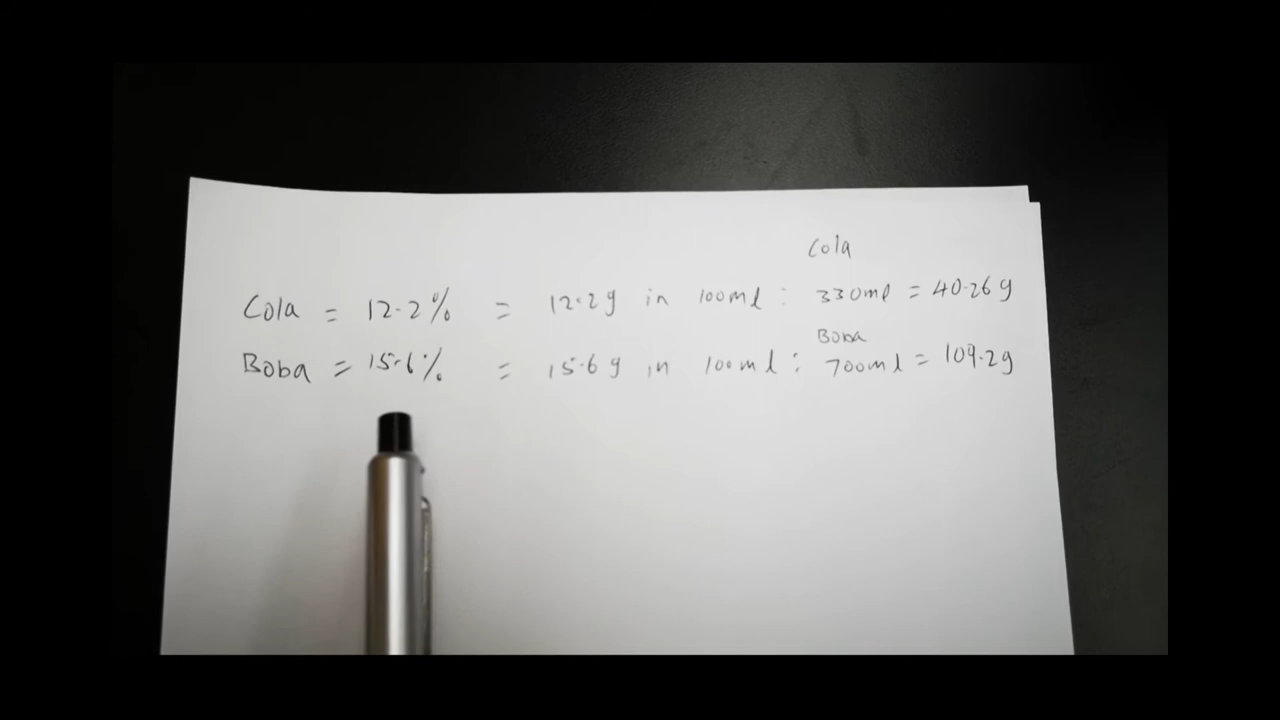 Cola
Cola = 12.2% = 12.2g in 100ml : 330ml = 40.26g
Boba
Boba = 15.6% = 15.6g in 100ml : 700ml = 109.2g